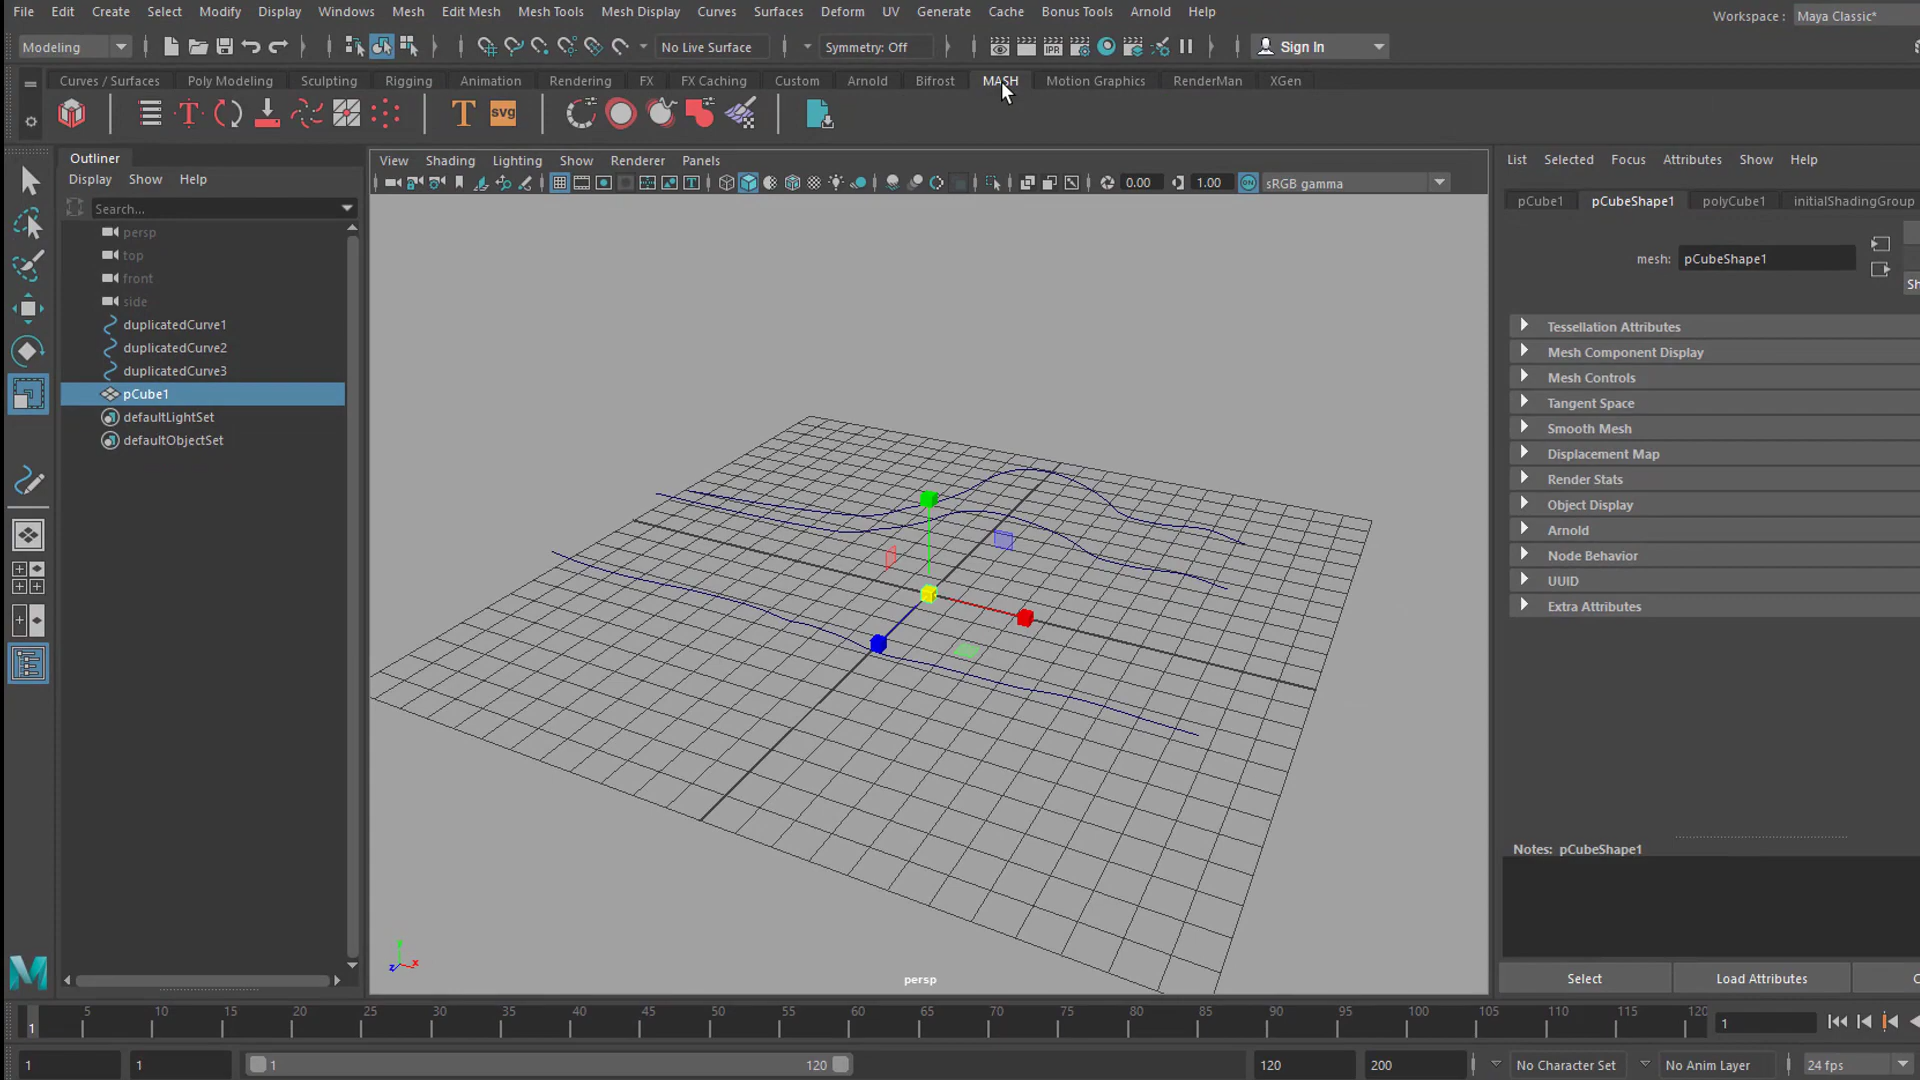 File Edit Create Select Modify Display Windows Mesh Edit Mesh Mesh Tools Mesh Display Curves Surfaces Deform UV Generate Cache Bonus Tools Arnold Help
Workspace : Maya Classic*
Modeling No Live Surface Symmetry: Off IPR Sign In
Curves / Surfaces Poly Modeling Sculpting Rigging Animation Rendering FX FX Caching Custom Arnold Bifrost MASH Motion Graphics RenderMan XGen
T T svg
Outliner
Display Show Help
Search...
persp
top
front
side
duplicatedCurve1
duplicatedCurve2
duplicatedCurve3
pCube1
defaultLightSet
defaultObjectSet
View Shading Lighting Show Renderer Panels
0.00 1.00 ON sRGB gamma
y
z x
persp
List Selected Focus Attributes Show Help
pCube1 pCubeShape1 polyCube1 initialShadingGroup
mesh: pCubeShape1
Sh
Tessellation Attributes
Mesh Component Display
Mesh Controls
Tangent Space
Smooth Mesh
Displacement Map
Render Stats
Object Display
Arnold
Node Behavior
UUID
Extra Attributes
Notes: pCubeShape1
Select Load Attributes C
1 5 10 15 20 25 30 35 40 45 50 55 60 65 70 75 80 85 90 95 100 105 110 115 120
1
1 1 1 120 120 200 No Character Set No Anim Layer 24 fps